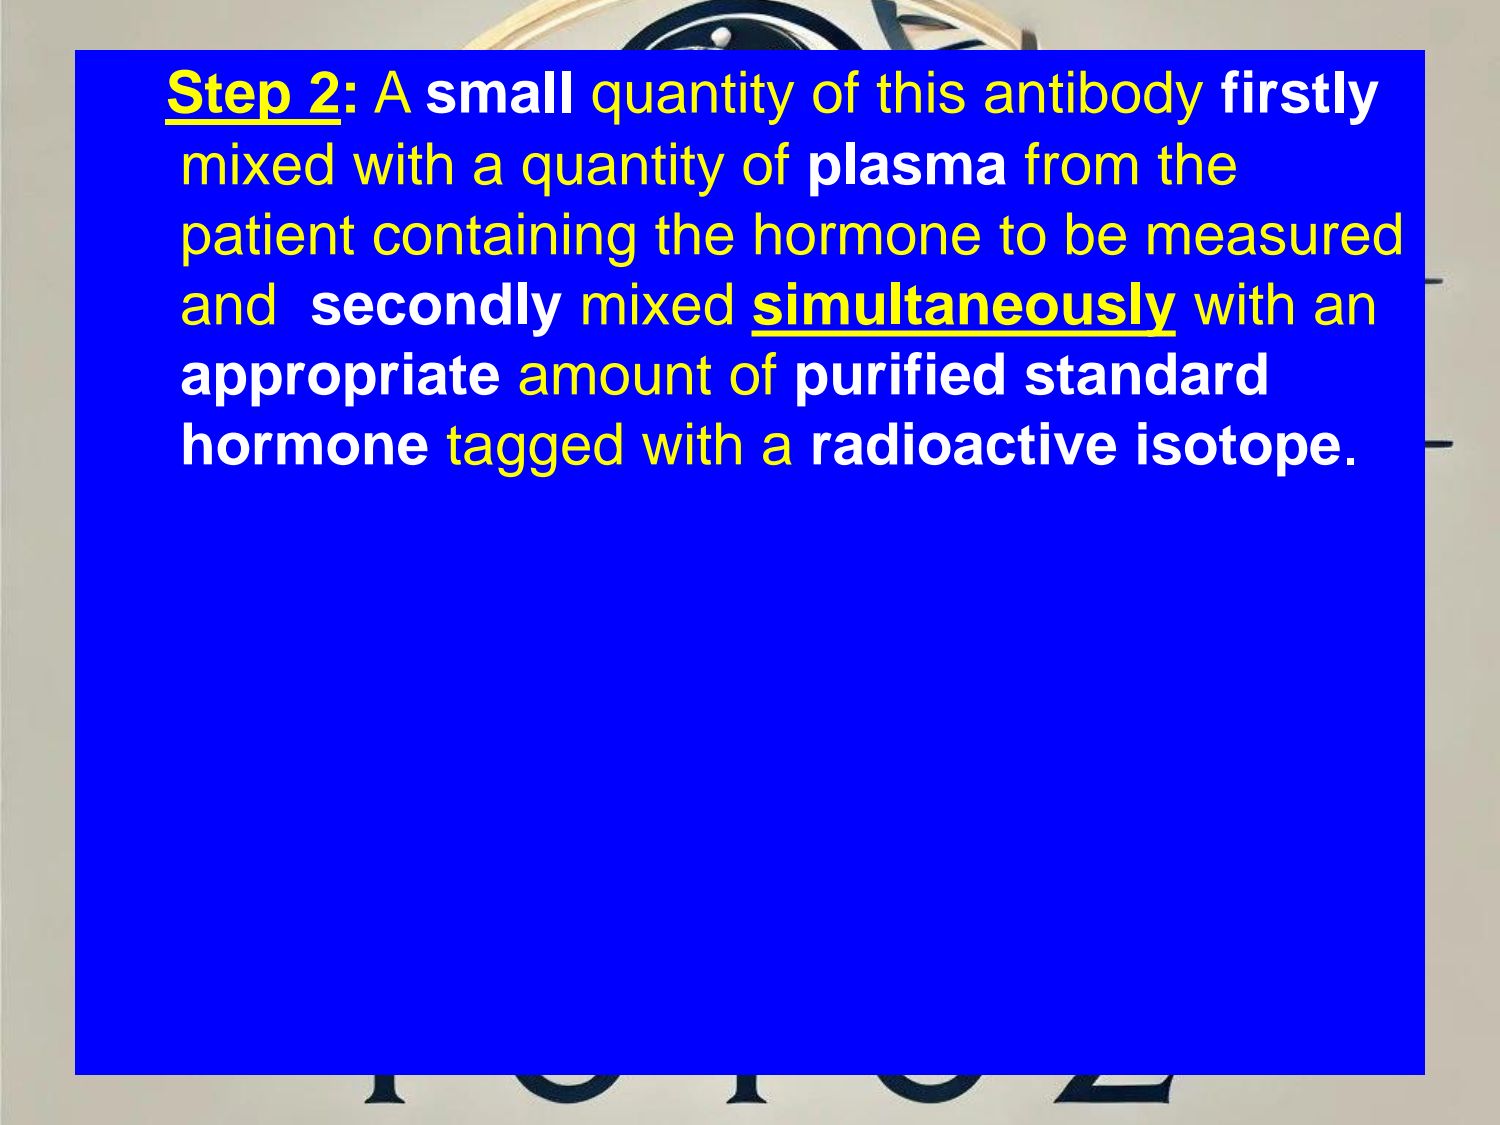 Step 2: A small quantity of this antibody firstly
mixed with a quantity of plasma from the
patient containing the hormone to be measured
and  secondly mixed simultaneously with an
appropriate amount of purified standard
hormone tagged with a radioactive isotope.